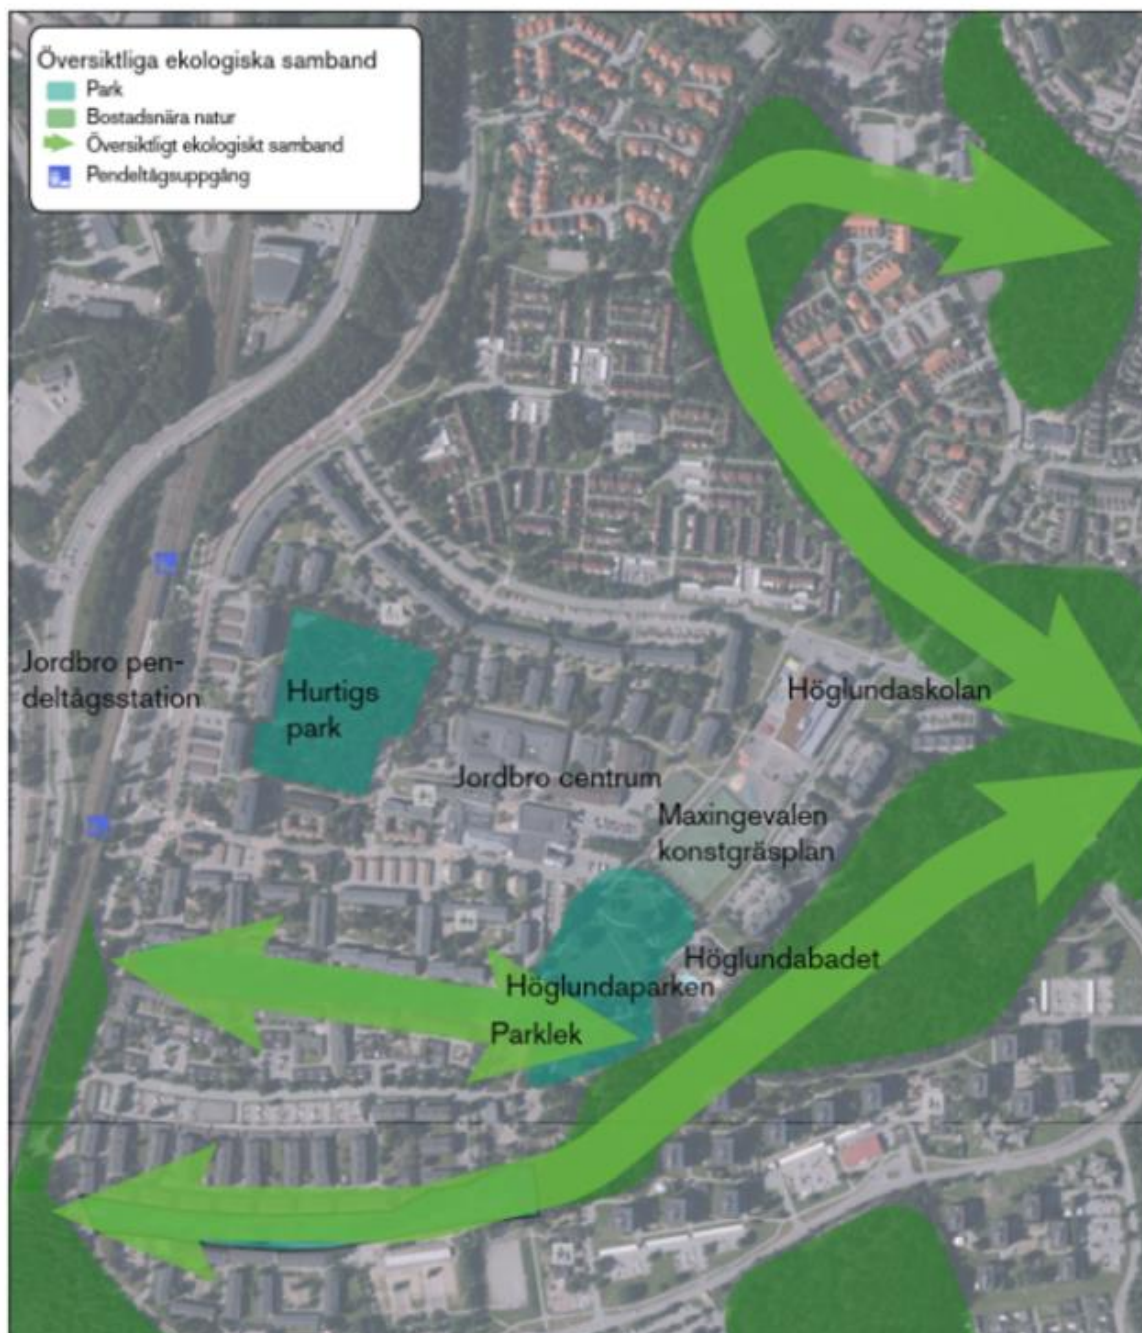 Översiktliga ekologiska samband
Park
Bostadsnära natur
Översiktligt ekologiskt samband
Pendeltågsuppgång
Jordbro pen-
deltågsstation
Hurtigs
park
Höglundaskolan
Jordbro centrum
Maxingevalen
konstgräsplan
Höglundabadet
Höglundaparken
Parklek